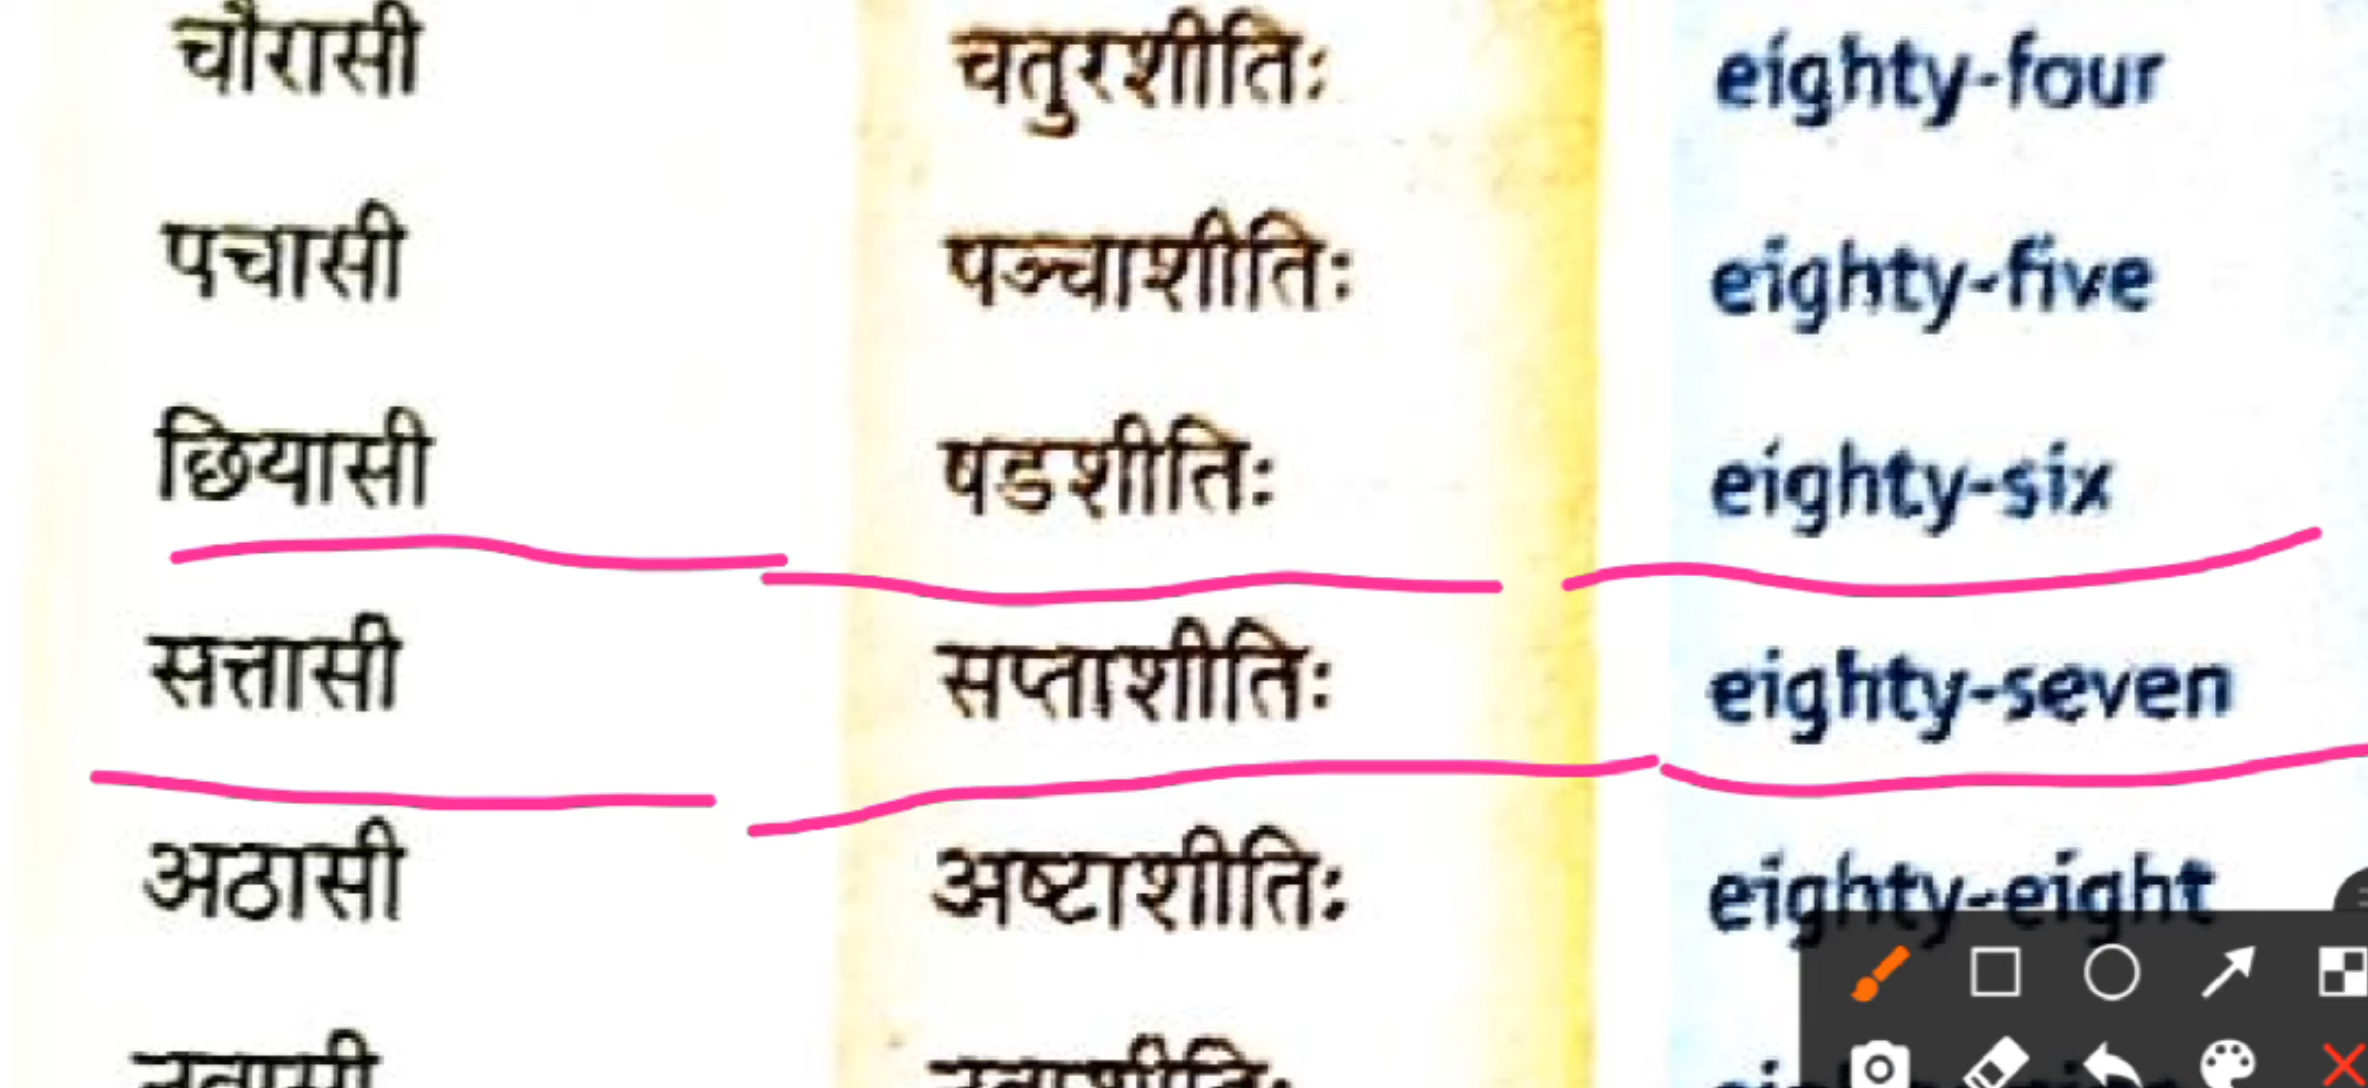 चौरासी चतुरशीतिः eighty-four
पचासी पञ्चाशीतिः eighty-five
छियासी षडशीतिः eighty-six
सत्तासी सप्ताशीतिः eighty-seven
अठासी अष्टाशीतिः eighty-eight